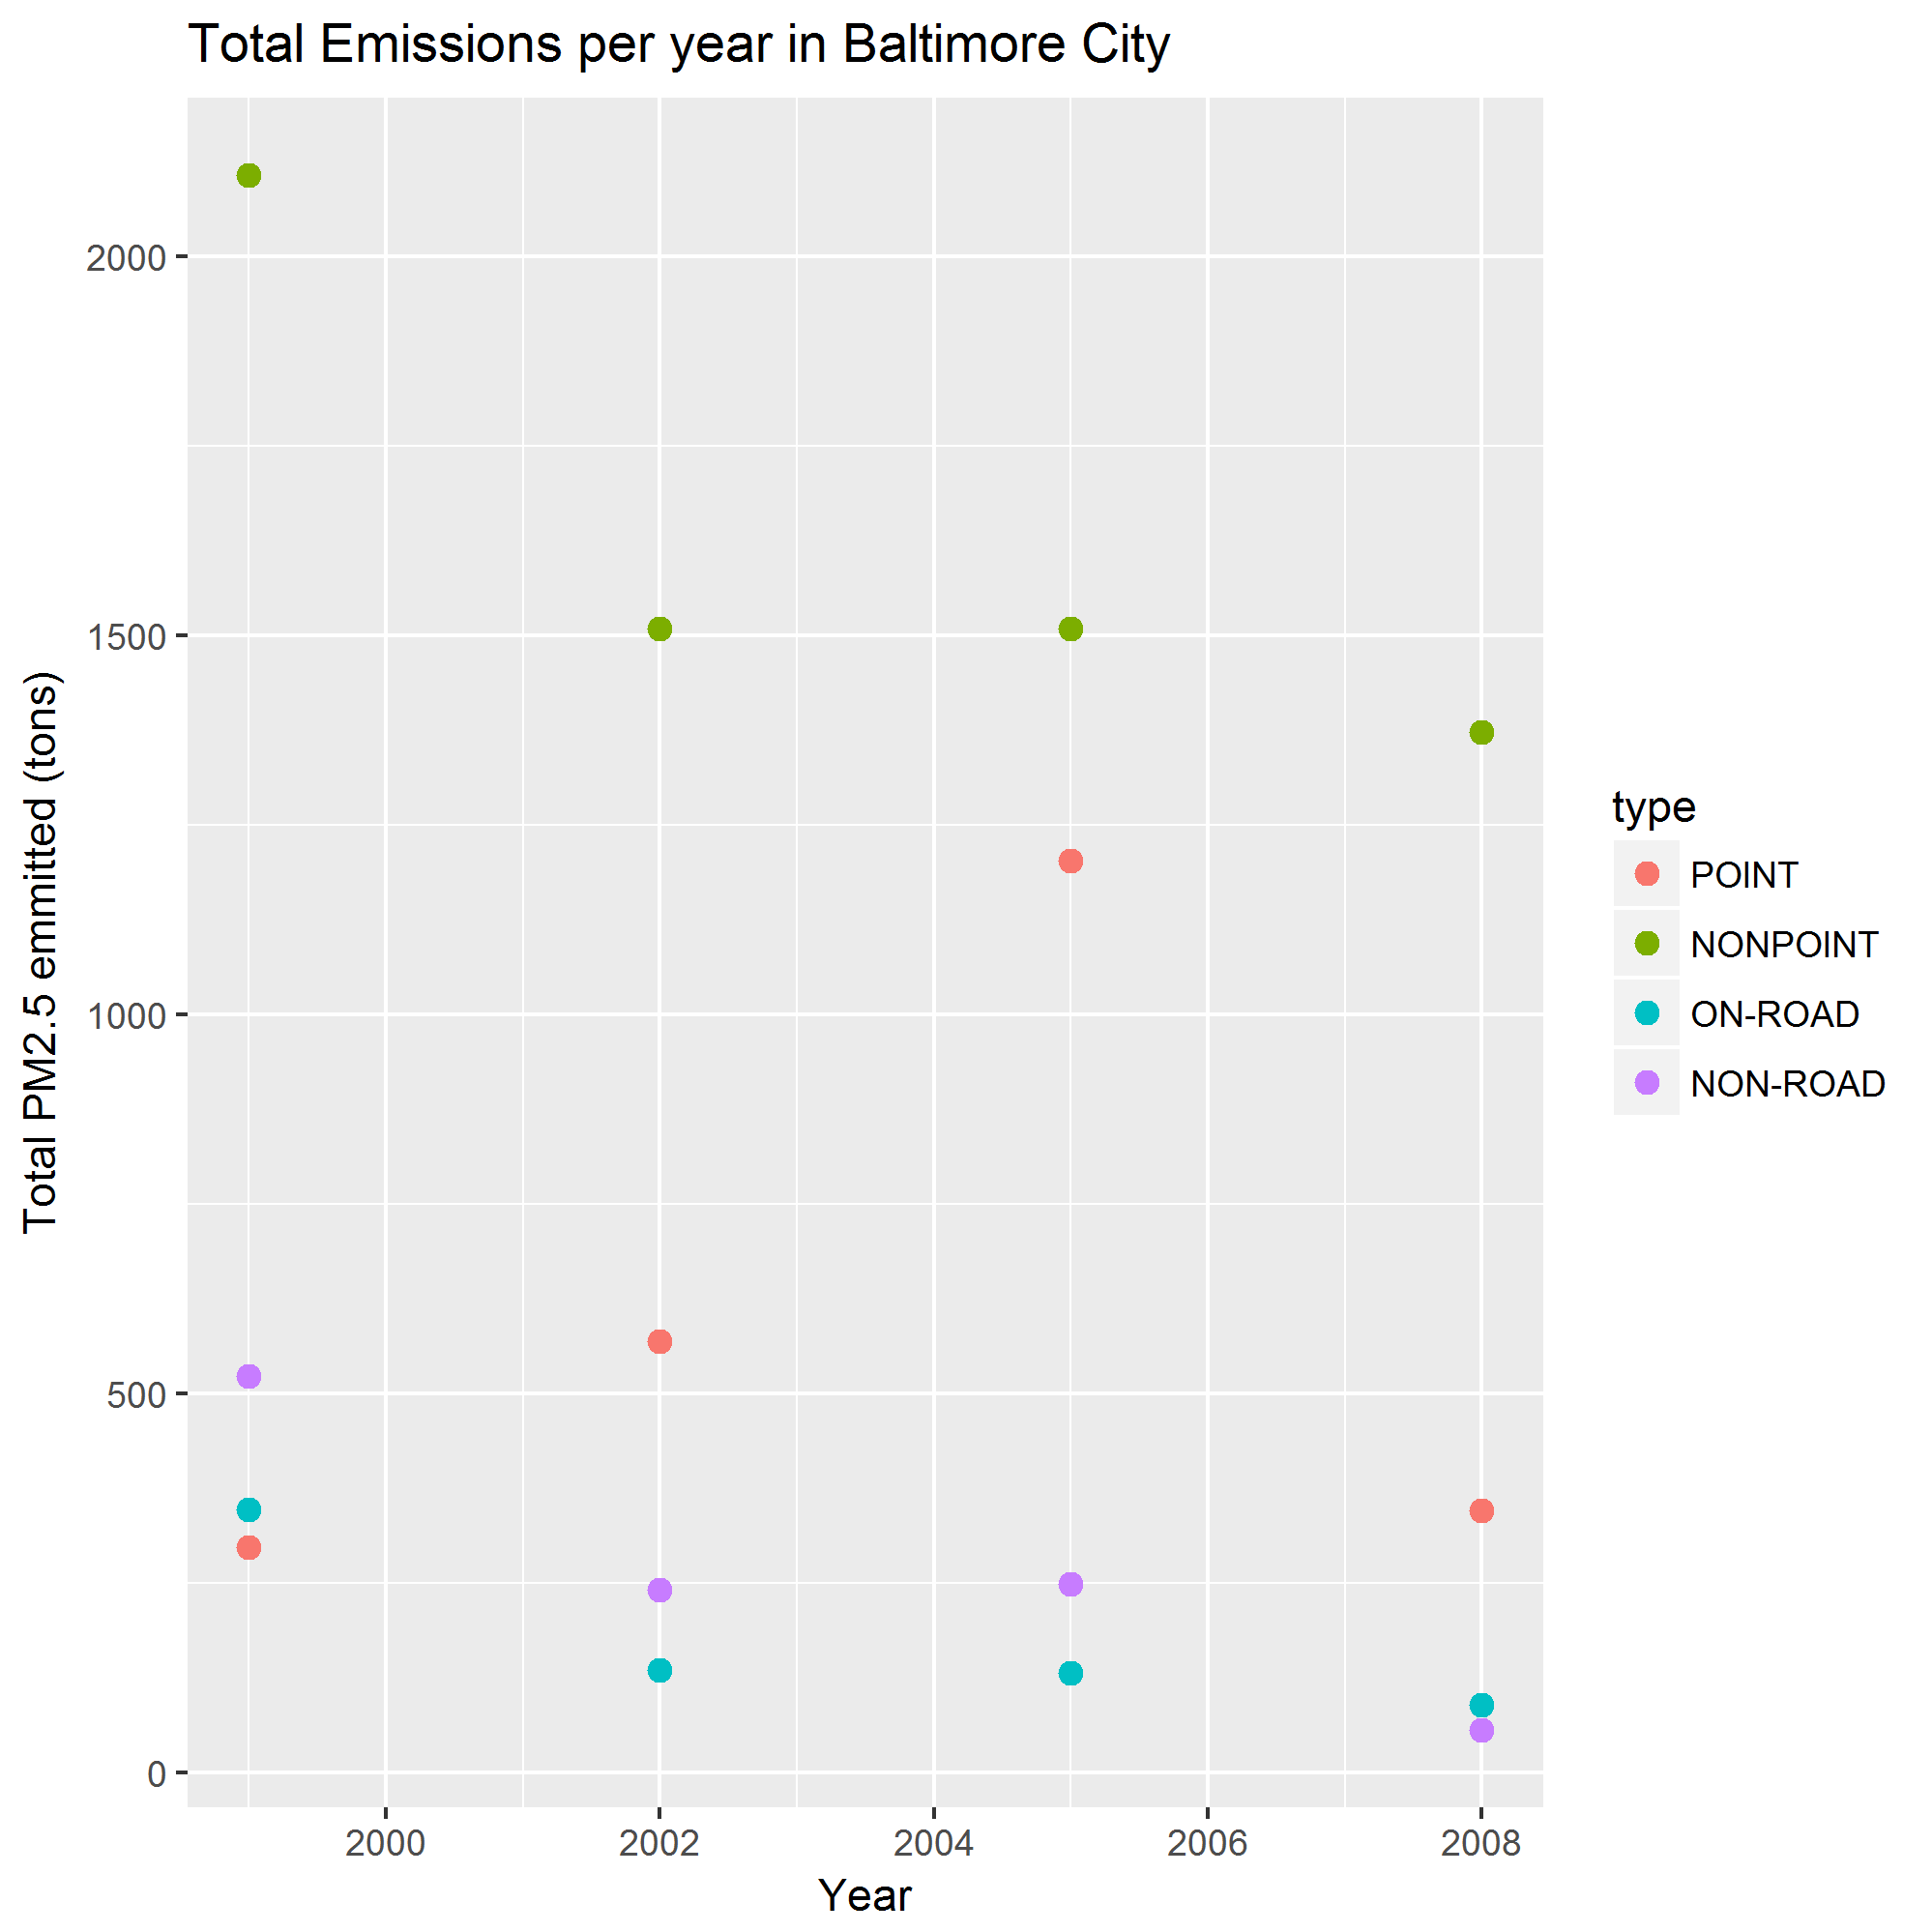 Total Emissions per year in Baltimore City
Total PM2.5 emmitted (tons)
2000
1500
1000
500
0
2000 2002 2004 2006 2008
Year
type
POINT
NONPOINT
ON-ROAD
NON-ROAD